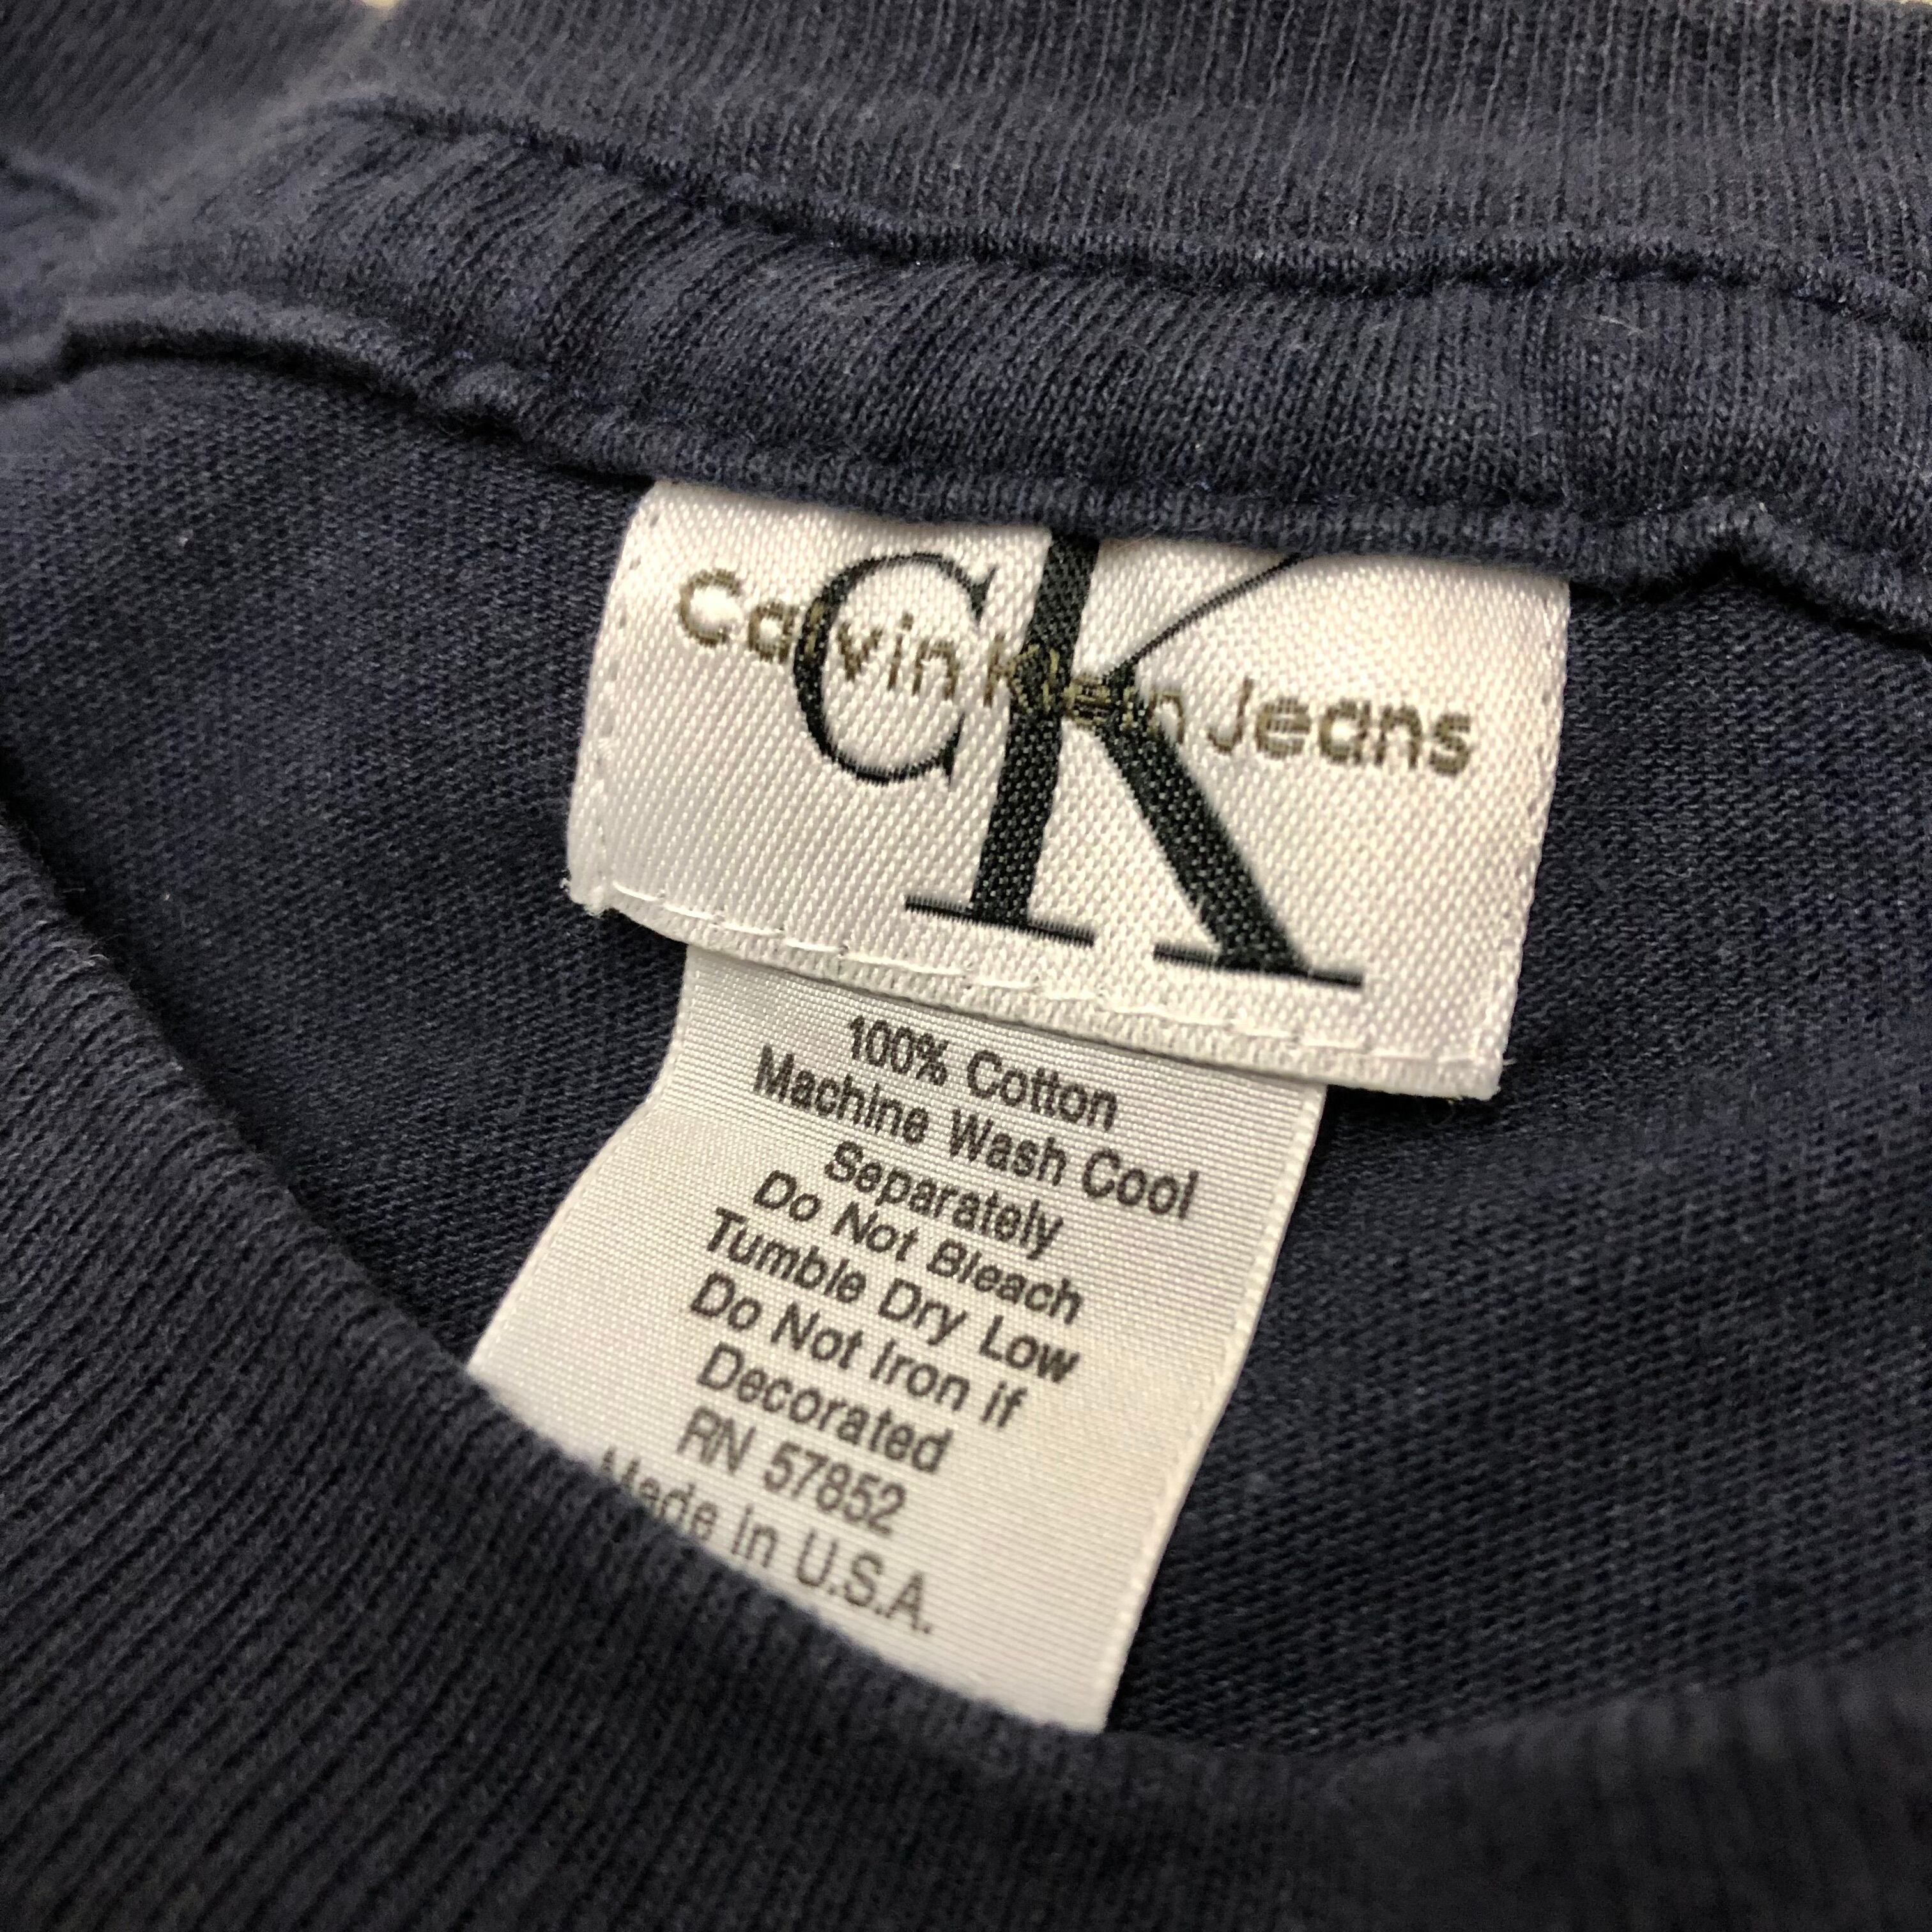 CK
Calvin Klein Jeans
100% Cotton
Machine Wash Cool
Separately
Do Not Bleach
Tumble Dry Low
Do Not Iron if
Decorated
RN 57852
Made in U.S.A.